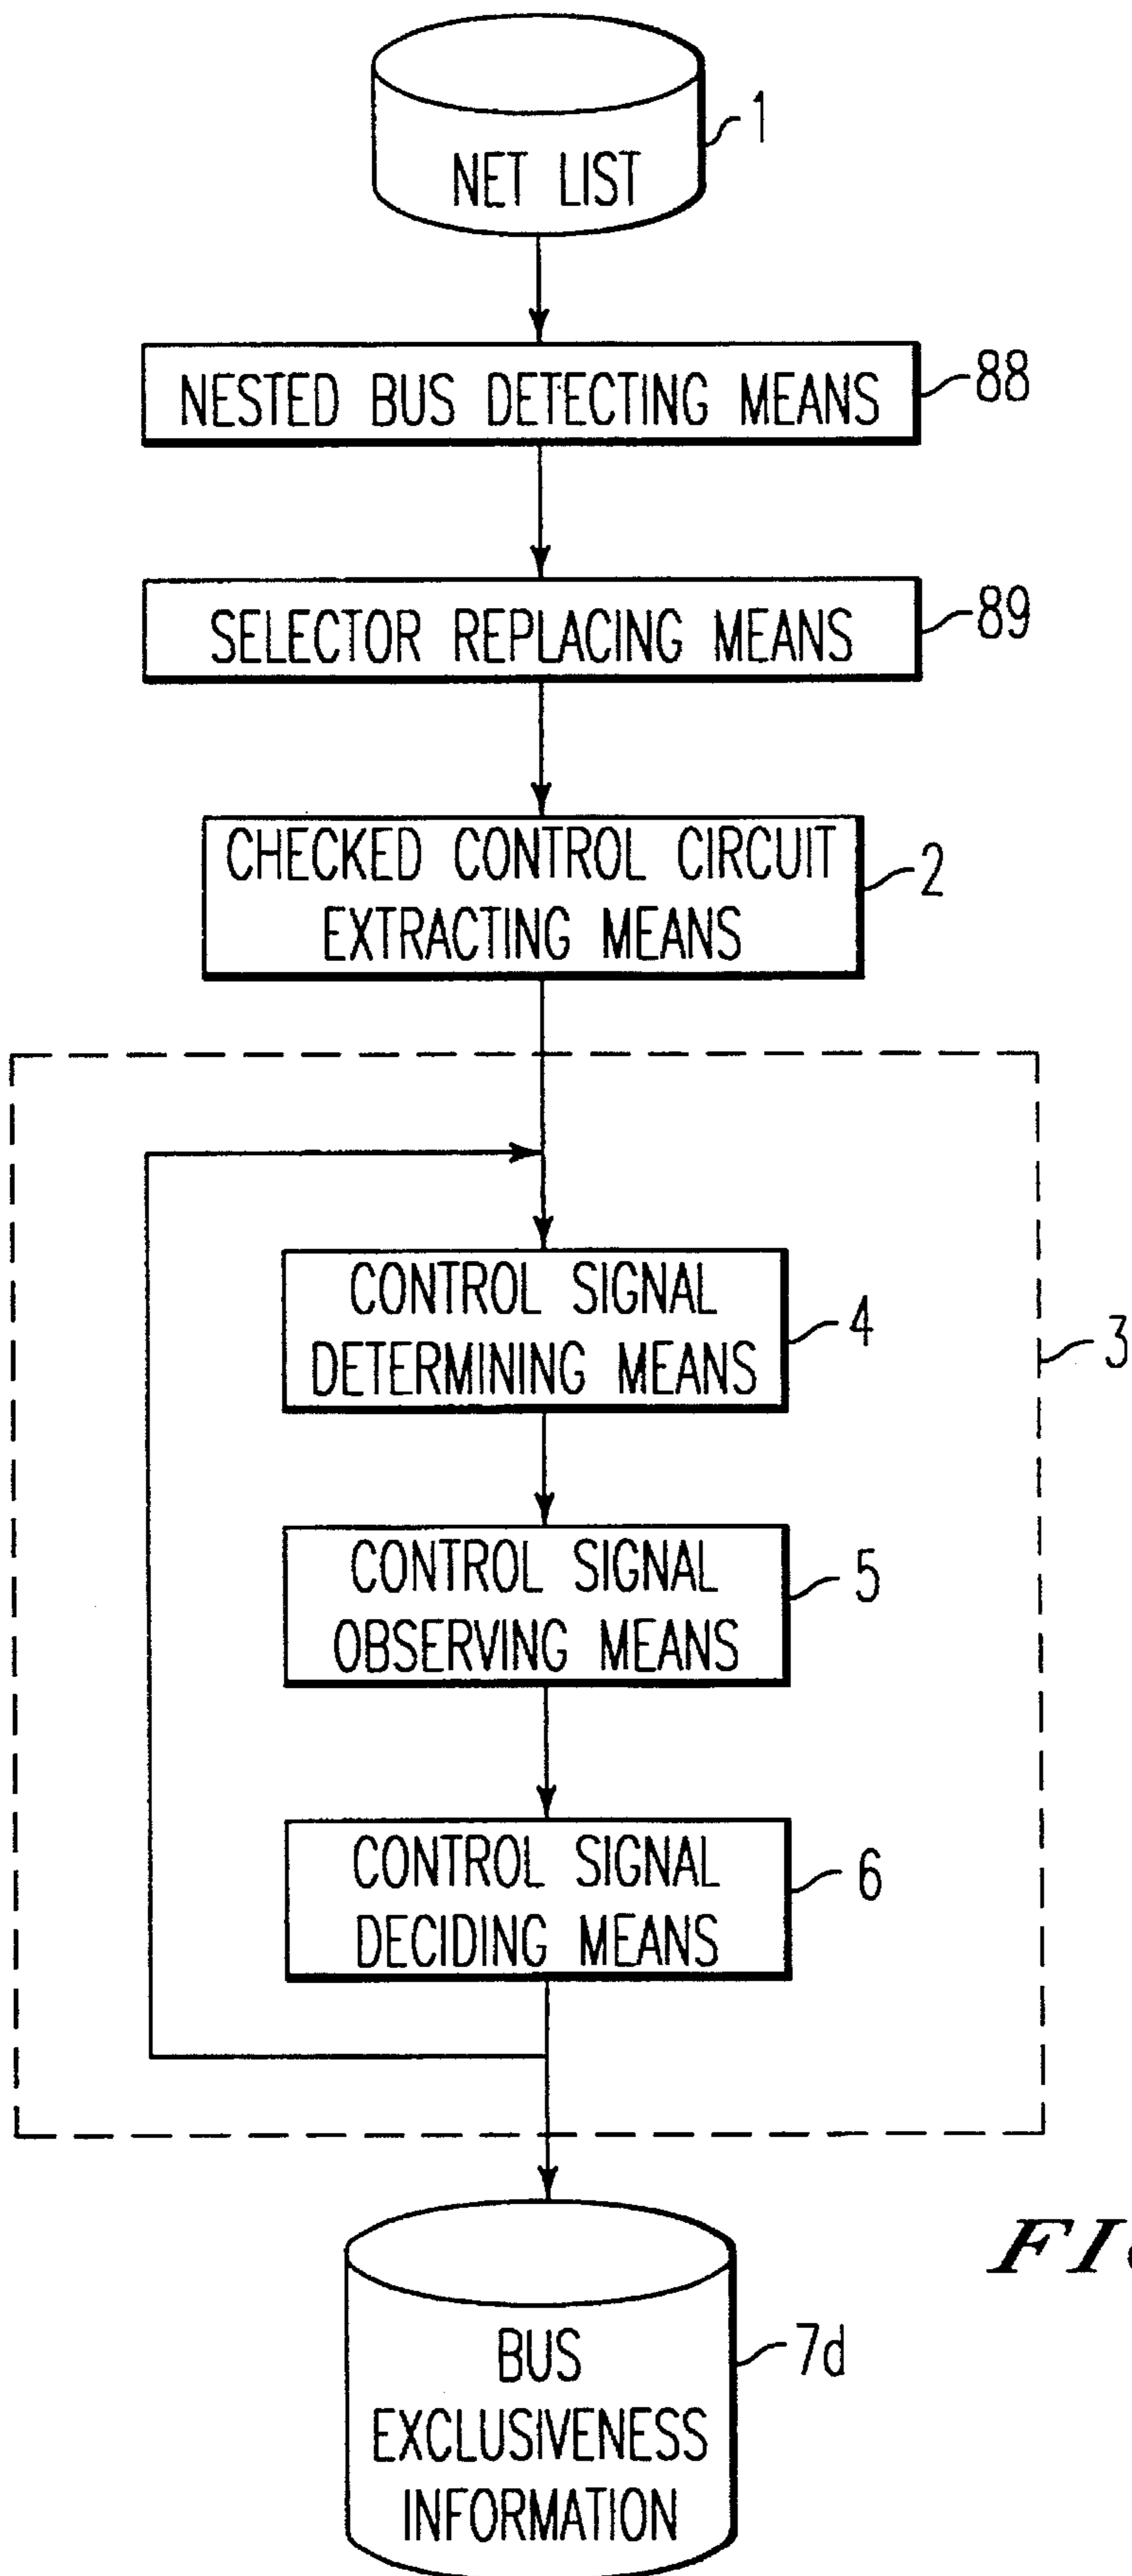 NET LIST
1
NESTED BUS DETECTING MEANS
88
SELECTOR REPLACING MEANS
89
CHECKED CONTROL CIRCUIT
EXTRACTING MEANS
2
CONTROL SIGNAL
DETERMINING MEANS
4
3
CONTROL SIGNAL
OBSERVING MEANS
5
CONTROL SIGNAL
DECIDING MEANS
6
BUS
EXCLUSIVENESS
INFORMATION
7d